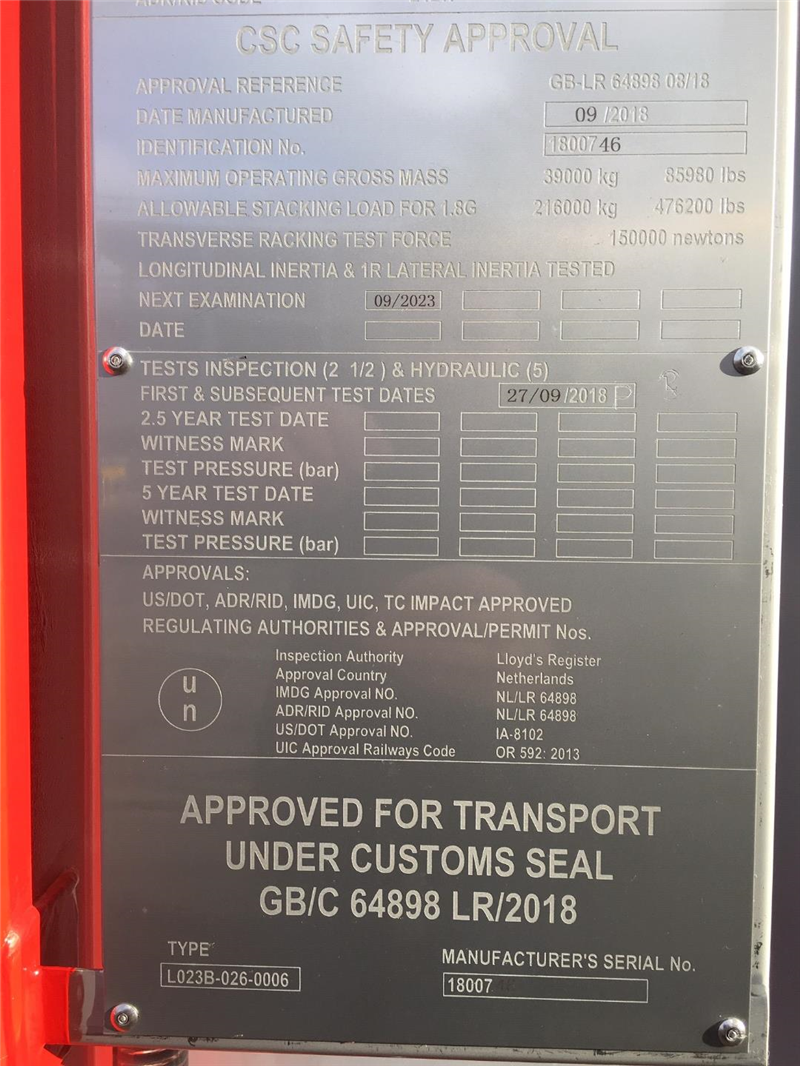 CSC SAFETY APPROVAL
APPROVAL REFERENCE GB-LR 64898 08/18
DATE MANUFACTURED 09 /2018
IDENTIFICATION No. 1800746
MAXIMUM OPERATING GROSS MASS 39000 kg 85980 lbs
ALLOWABLE STACKING LOAD FOR 1.8G 216000 kg 476200 lbs
TRANSVERSE RACKING TEST FORCE 150000 newtons
LONGITUDINAL INERTIA & 1R LATERAL INERTIA TESTED
NEXT EXAMINATION 09/2023
DATE
TESTS INSPECTION (2 1/2 ) & HYDRAULIC (5)
FIRST & SUBSEQUENT TEST DATES 27/09 /2018 P
2.5 YEAR TEST DATE
WITNESS MARK
TEST PRESSURE (bar)
5 YEAR TEST DATE
WITNESS MARK
TEST PRESSURE (bar)
APPROVALS:
US/DOT, ADR/RID, IMDG, UIC, TC IMPACT APPROVED
REGULATING AUTHORITIES & APPROVAL/PERMIT Nos.
un
Inspection Authority Lloyd's Register
Approval Country Netherlands
IMDG Approval NO. NL/LR 64898
ADR/RID Approval NO. NL/LR 64898
US/DOT Approval NO. IA-8102
UIC Approval Railways Code OR 592: 2013
APPROVED FOR TRANSPORT
UNDER CUSTOMS SEAL
GB/C 64898 LR/2018
TYPE MANUFACTURER'S SERIAL No.
L023B-026-0006 18007